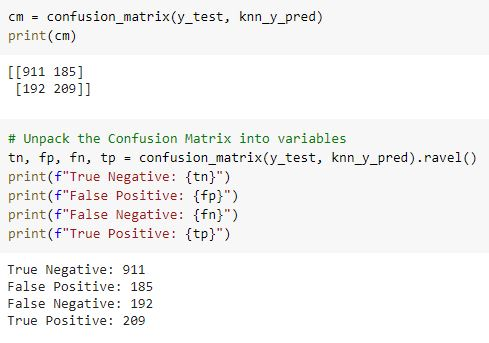 cm = confusion_matrix(y_test, knn_y_pred)
print(cm)
[[911 185]
 [192 209]]
# Unpack the Confusion Matrix into variables
tn, fp, fn, tp = confusion_matrix(y_test, knn_y_pred).ravel()
print(f"True Negative: {tn}")
print(f"False Positive: {fp}")
print(f"False Negative: {fn}")
print(f"True Positive: {tp}")
True Negative: 911
False Positive: 185
False Negative: 192
True Positive: 209